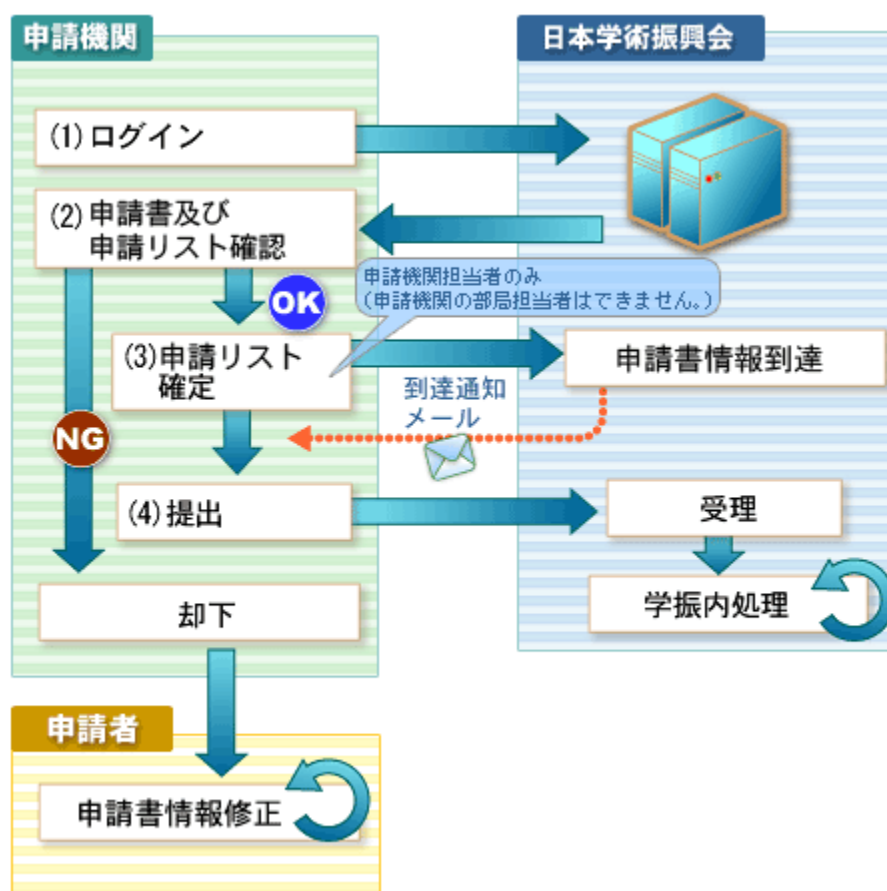 申請機関
日本学術振興会
(1)ログイン
(2)申請書及び
申請リスト確認
OK
申請機関担当者のみ
(申請機関の部局担当者はできません。)
(3)申請リスト
確定
申請書情報到達
到達通知
メール
NG
(4)提出
受理
却下
学振内処理
申請者
申請書情報修正